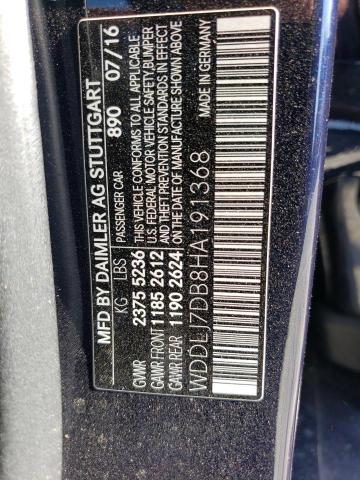 MFD BY DAIMLER AG STUTTGART
PASSENGER CAR 890 07/16
KG LBS
GVWR 2375 5236
GAWR FRONT 1185 2612
GAWR REAR 1190 2624
THIS VEHICLE CONFORMS TO ALL APPLICABLE
U.S. FEDERAL MOTOR VEHICLE SAFETY, BUMPER
AND THEFT PREVENTION STANDARDS IN EFFECT
ON THE DATE OF MANUFACTURE SHOWN ABOVE.
WDDLJ7DB8HA191368
MADE IN GERMANY